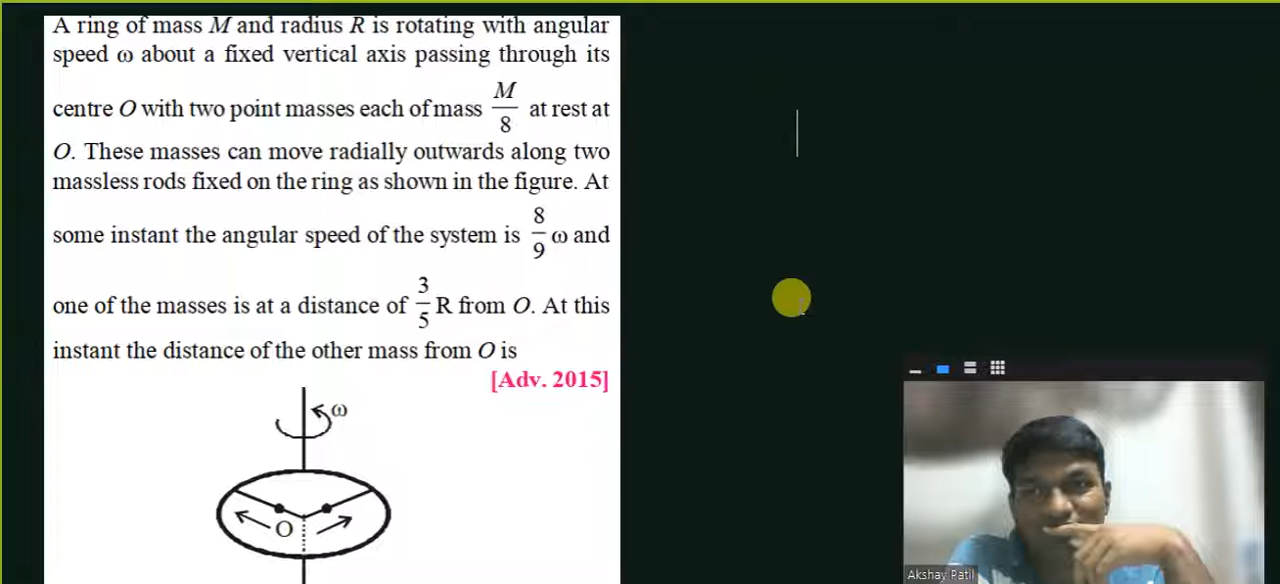 A ring of mass M and radius R is rotating with angular
speed ω about a fixed vertical axis passing through its
centre O with two point masses each of mass M/8 at rest at
O. These masses can move radially outwards along two
massless rods fixed on the ring as shown in the figure. At
some instant the angular speed of the system is 8/9 ω and
one of the masses is at a distance of 3/5 R from O. At this
instant the distance of the other mass from O is
[Adv. 2015]
ω
O
Akshay Patil